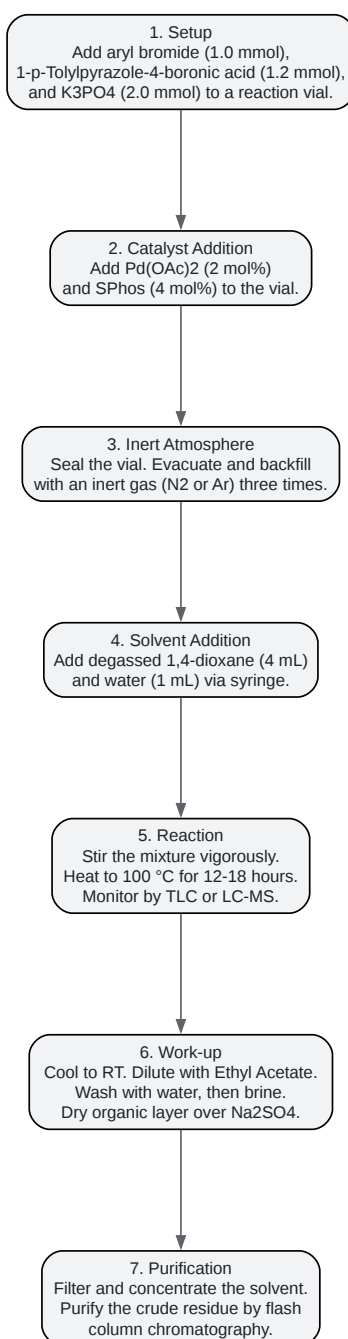 1. Setup
Add aryl bromide (1.0 mmol),
1-p-Tolylpyrazole-4-boronic acid (1.2 mmol),
and K3PO4 (2.0 mmol) to a reaction vial.
2. Catalyst Addition
Add Pd(OAc)2 (2 mol%)
and SPhos (4 mol%) to the vial.
3. Inert Atmosphere
Seal the vial. Evacuate and backfill
with an inert gas (N2 or Ar) three times.
4. Solvent Addition
Add degassed 1,4-dioxane (4 mL)
and water (1 mL) via syringe.
5. Reaction
Stir the mixture vigorously.
Heat to 100 °C for 12-18 hours.
Monitor by TLC or LC-MS.
6. Work-up
Cool to RT. Dilute with Ethyl Acetate.
Wash with water, then brine.
Dry organic layer over Na2SO4.
7. Purification
Filter and concentrate the solvent.
Purify the crude residue by flash
column chromatography.